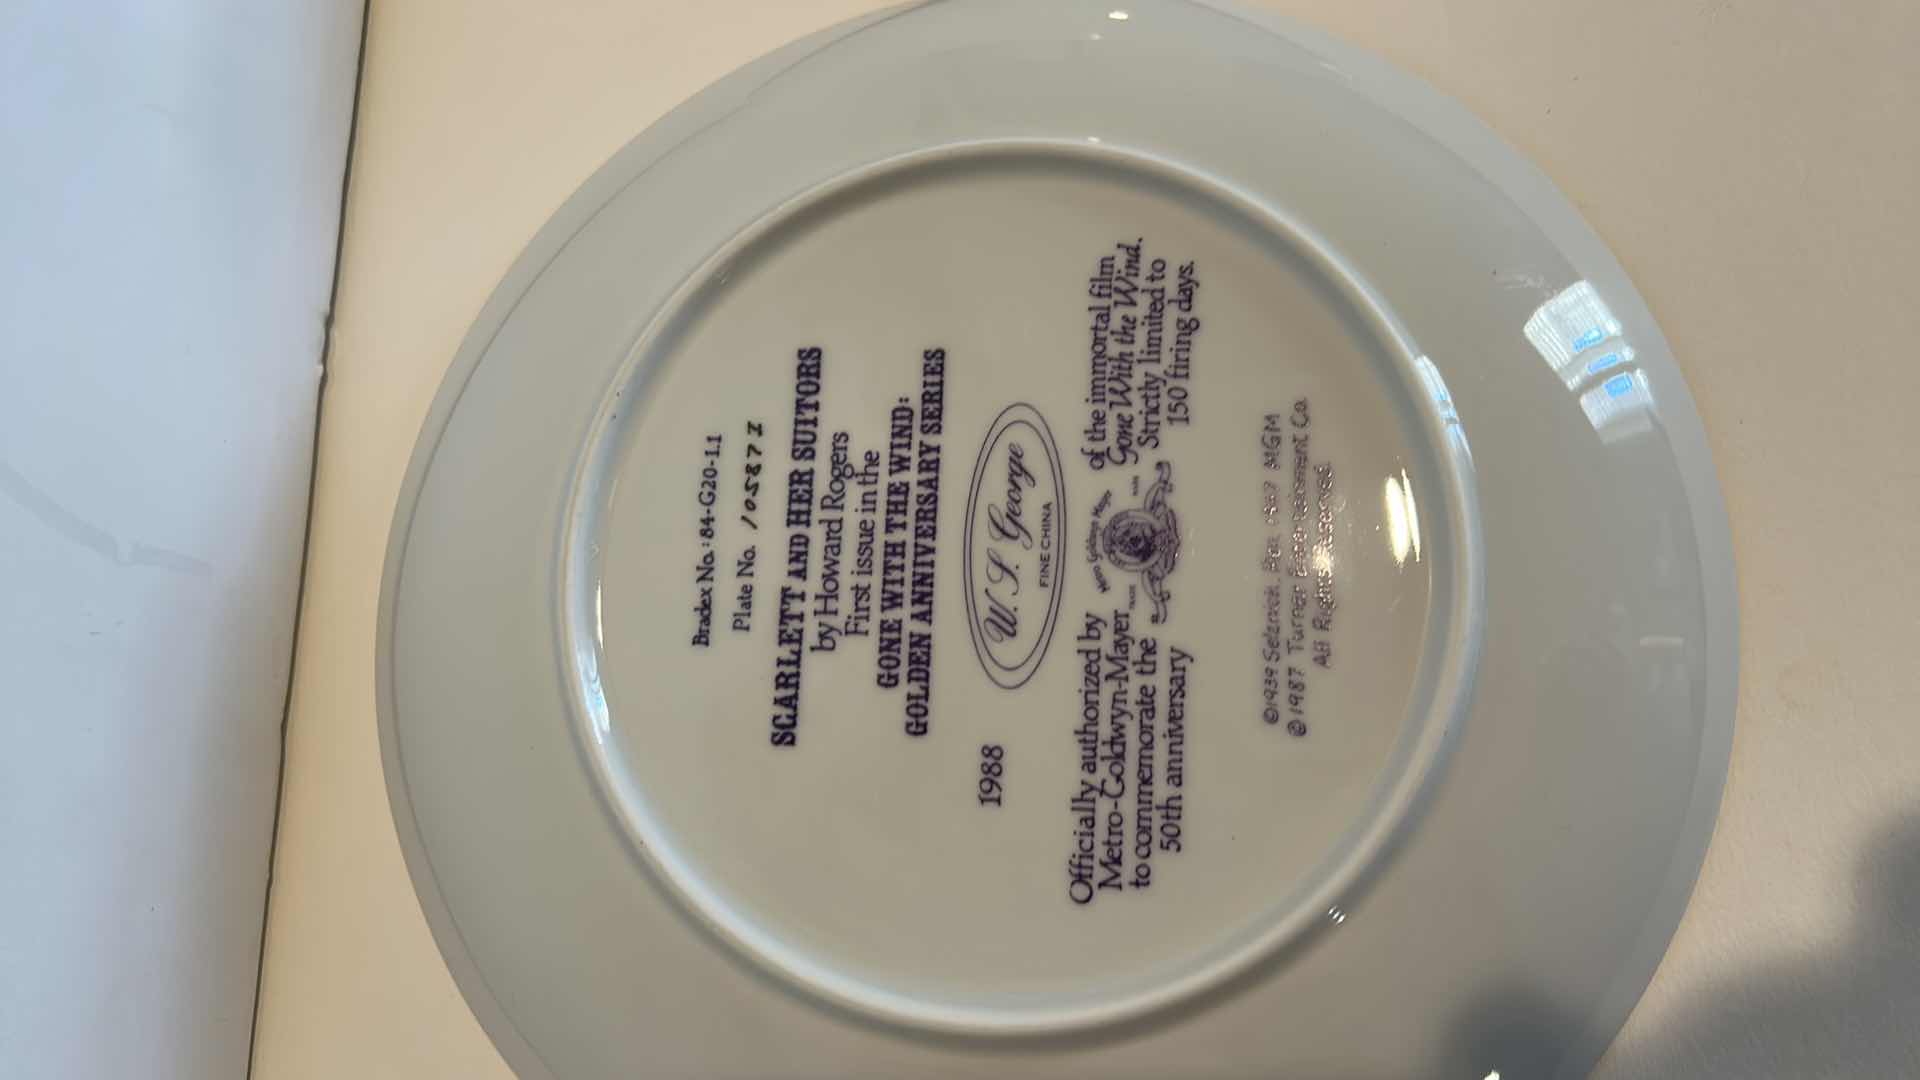 Bradex No.: 84-G20-1.1
Plate No. 10587I
SCARLETT AND HER SUITORS
by Howard Rogers
First issue in the
GONE WITH THE WIND:
GOLDEN ANNIVERSARY SERIES
1988
W. S. George
FINE CHINA
Officially authorized by
Metro-Goldwyn-Mayer
to commemorate the
50th anniversary
of the immortal film
Gone With the Wind.
Strictly limited to
150 firing days.
©1939 Selznick. Ren. 1967 MGM
©1987 Turner Entertainment Co.
All Rights Reserved.